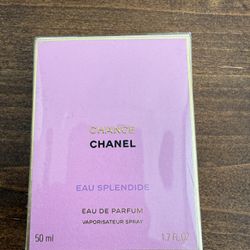 CHANCE
CHANEL
EAU SPLENDIDE
EAU DE PARFUM
VAPORISATEUR SPRAY
50 ml 1.7 FL. OZ